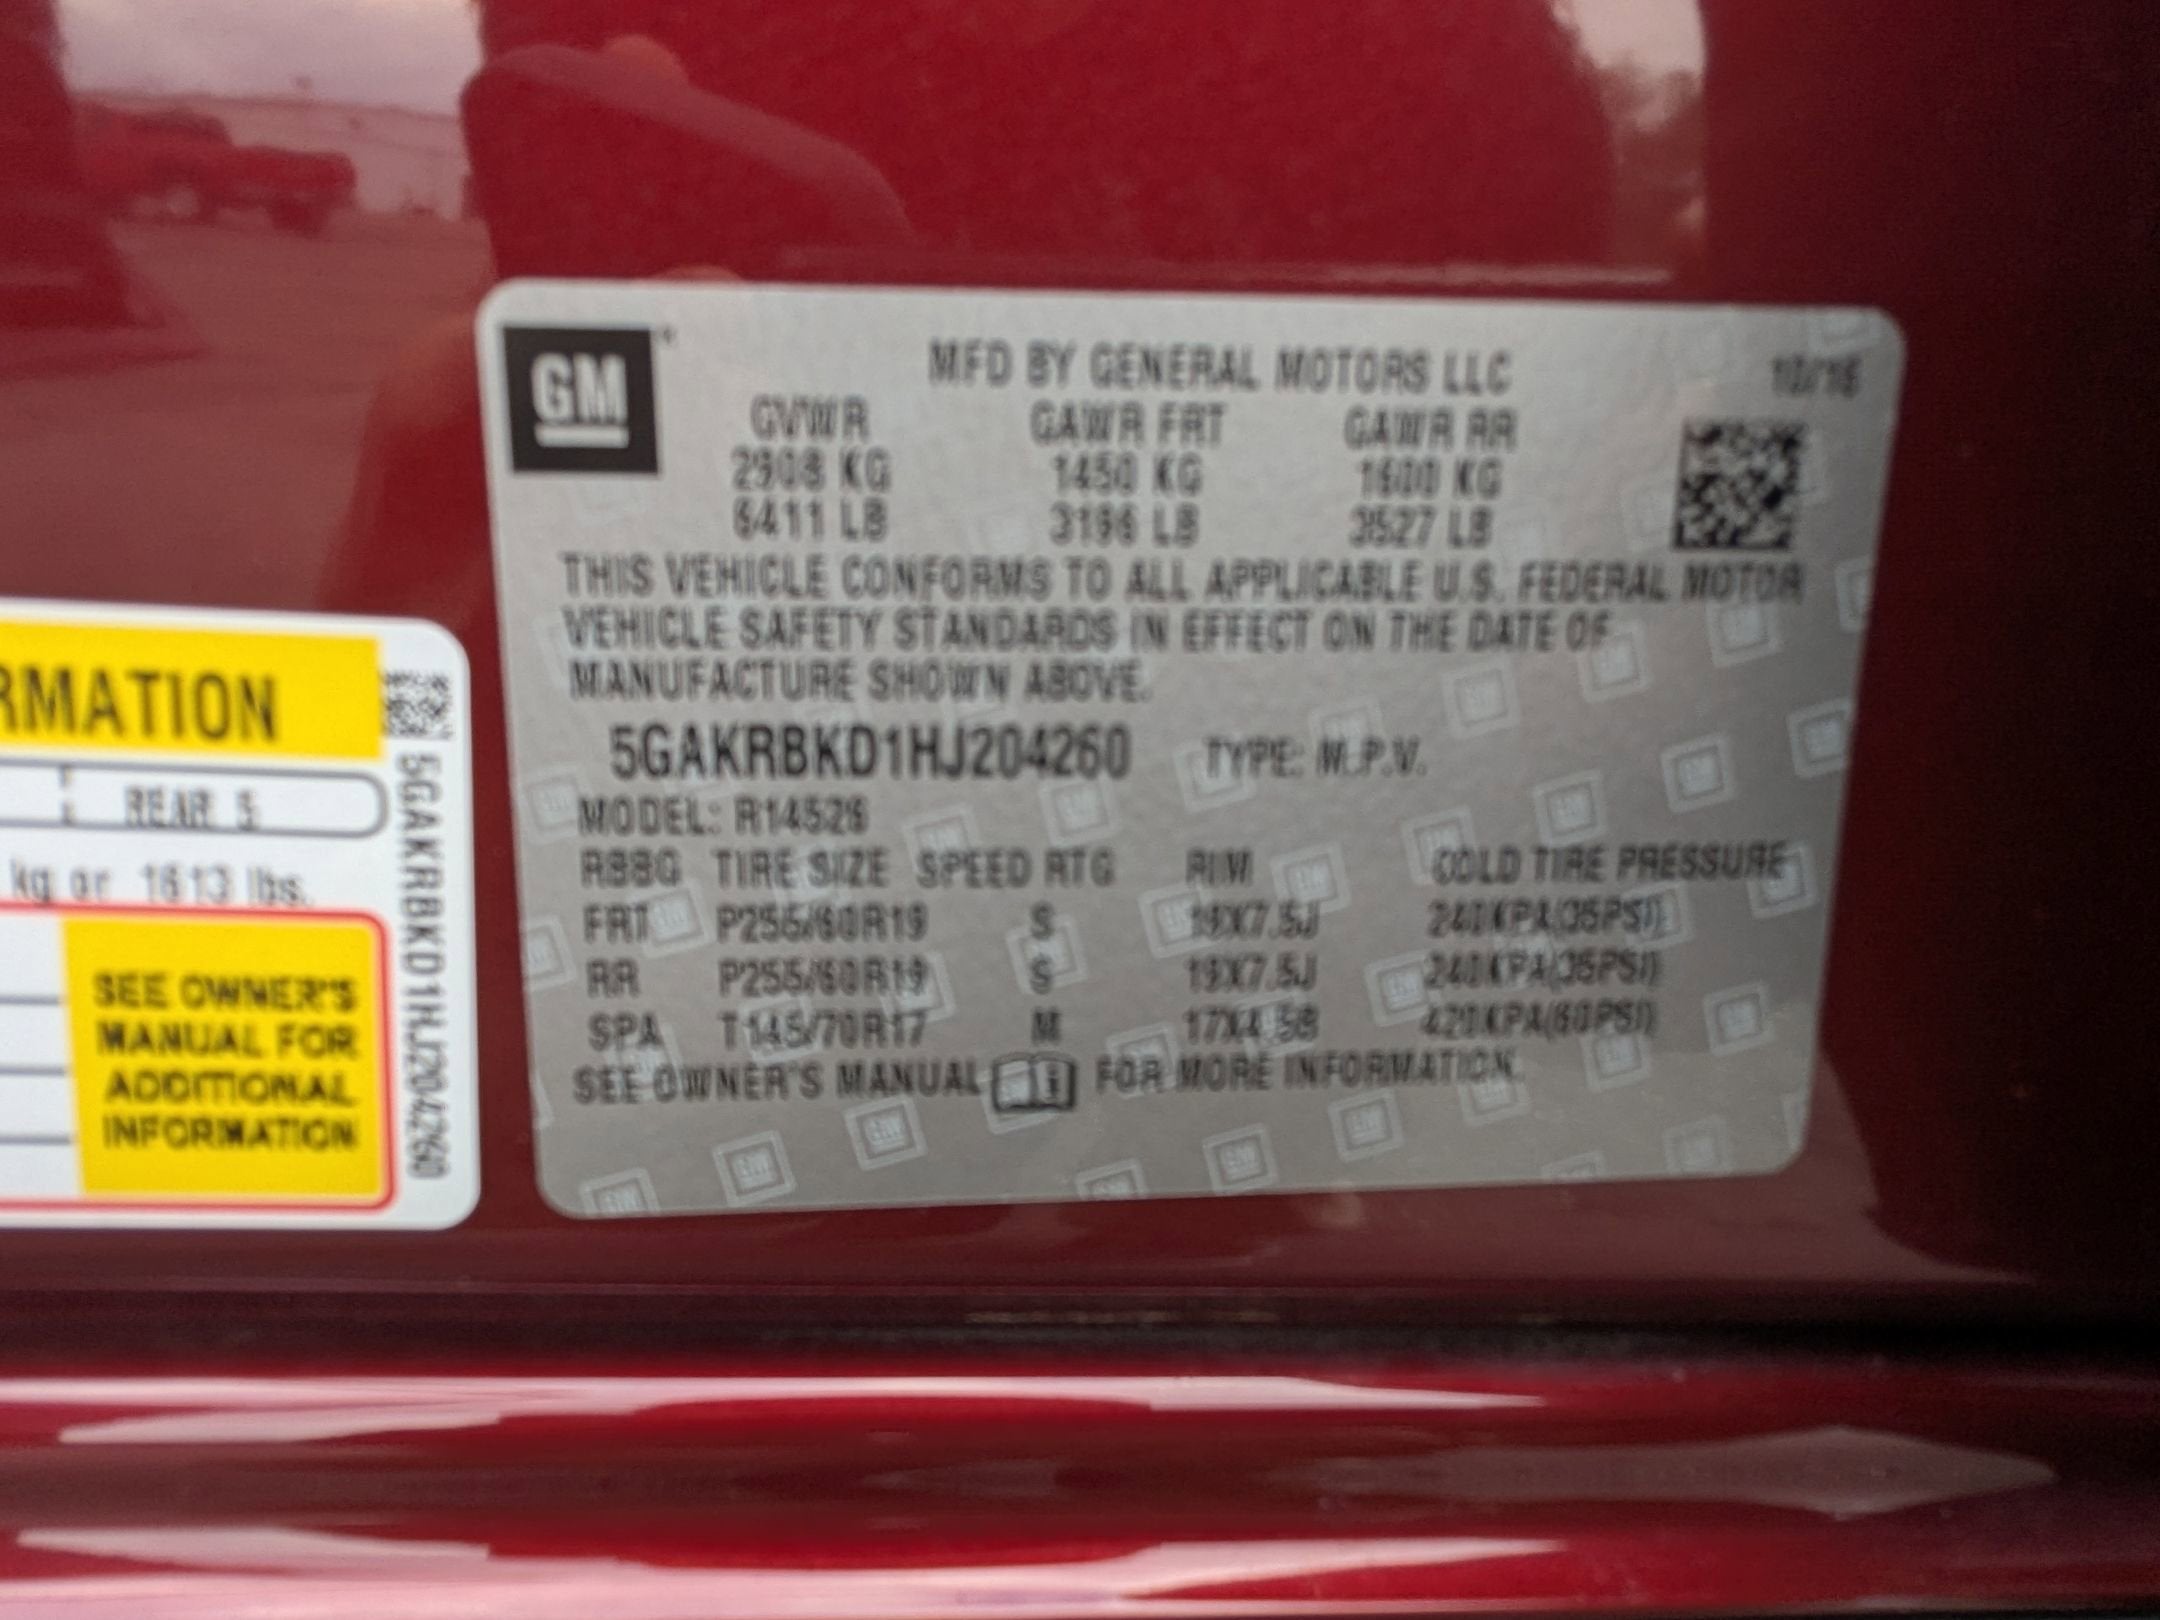 GM
MFD BY GENERAL MOTORS LLC 10/16
GVWR GAWR FRT GAWR RR
2908 KG 1450 KG 1600 KG
6411 LB 3196 LB 3527 LB
THIS VEHICLE CONFORMS TO ALL APPLICABLE U.S. FEDERAL MOTOR
VEHICLE SAFETY STANDARDS IN EFFECT ON THE DATE OF
MANUFACTURE SHOWN ABOVE.
5GAKRBKD1HJ204260 TYPE: M.P.V.
MODEL: R14526
RBBG TIRE SIZE SPEED RTG RIM COLD TIRE PRESSURE
FRT P255/60R19 S 19X7.5J 240KPA(35PSI)
RR P255/60R19 S 19X7.5J 240KPA(35PSI)
SPA T145/70R17 M 17X4.5B 420KPA(60PSI)
SEE OWNER'S MANUAL FOR MORE INFORMATION.
RMATION
REAR 5
kg or 1613 lbs.
SEE OWNER'S
MANUAL FOR
ADDITIONAL
INFORMATION
5GAKRBKD1HJ204260